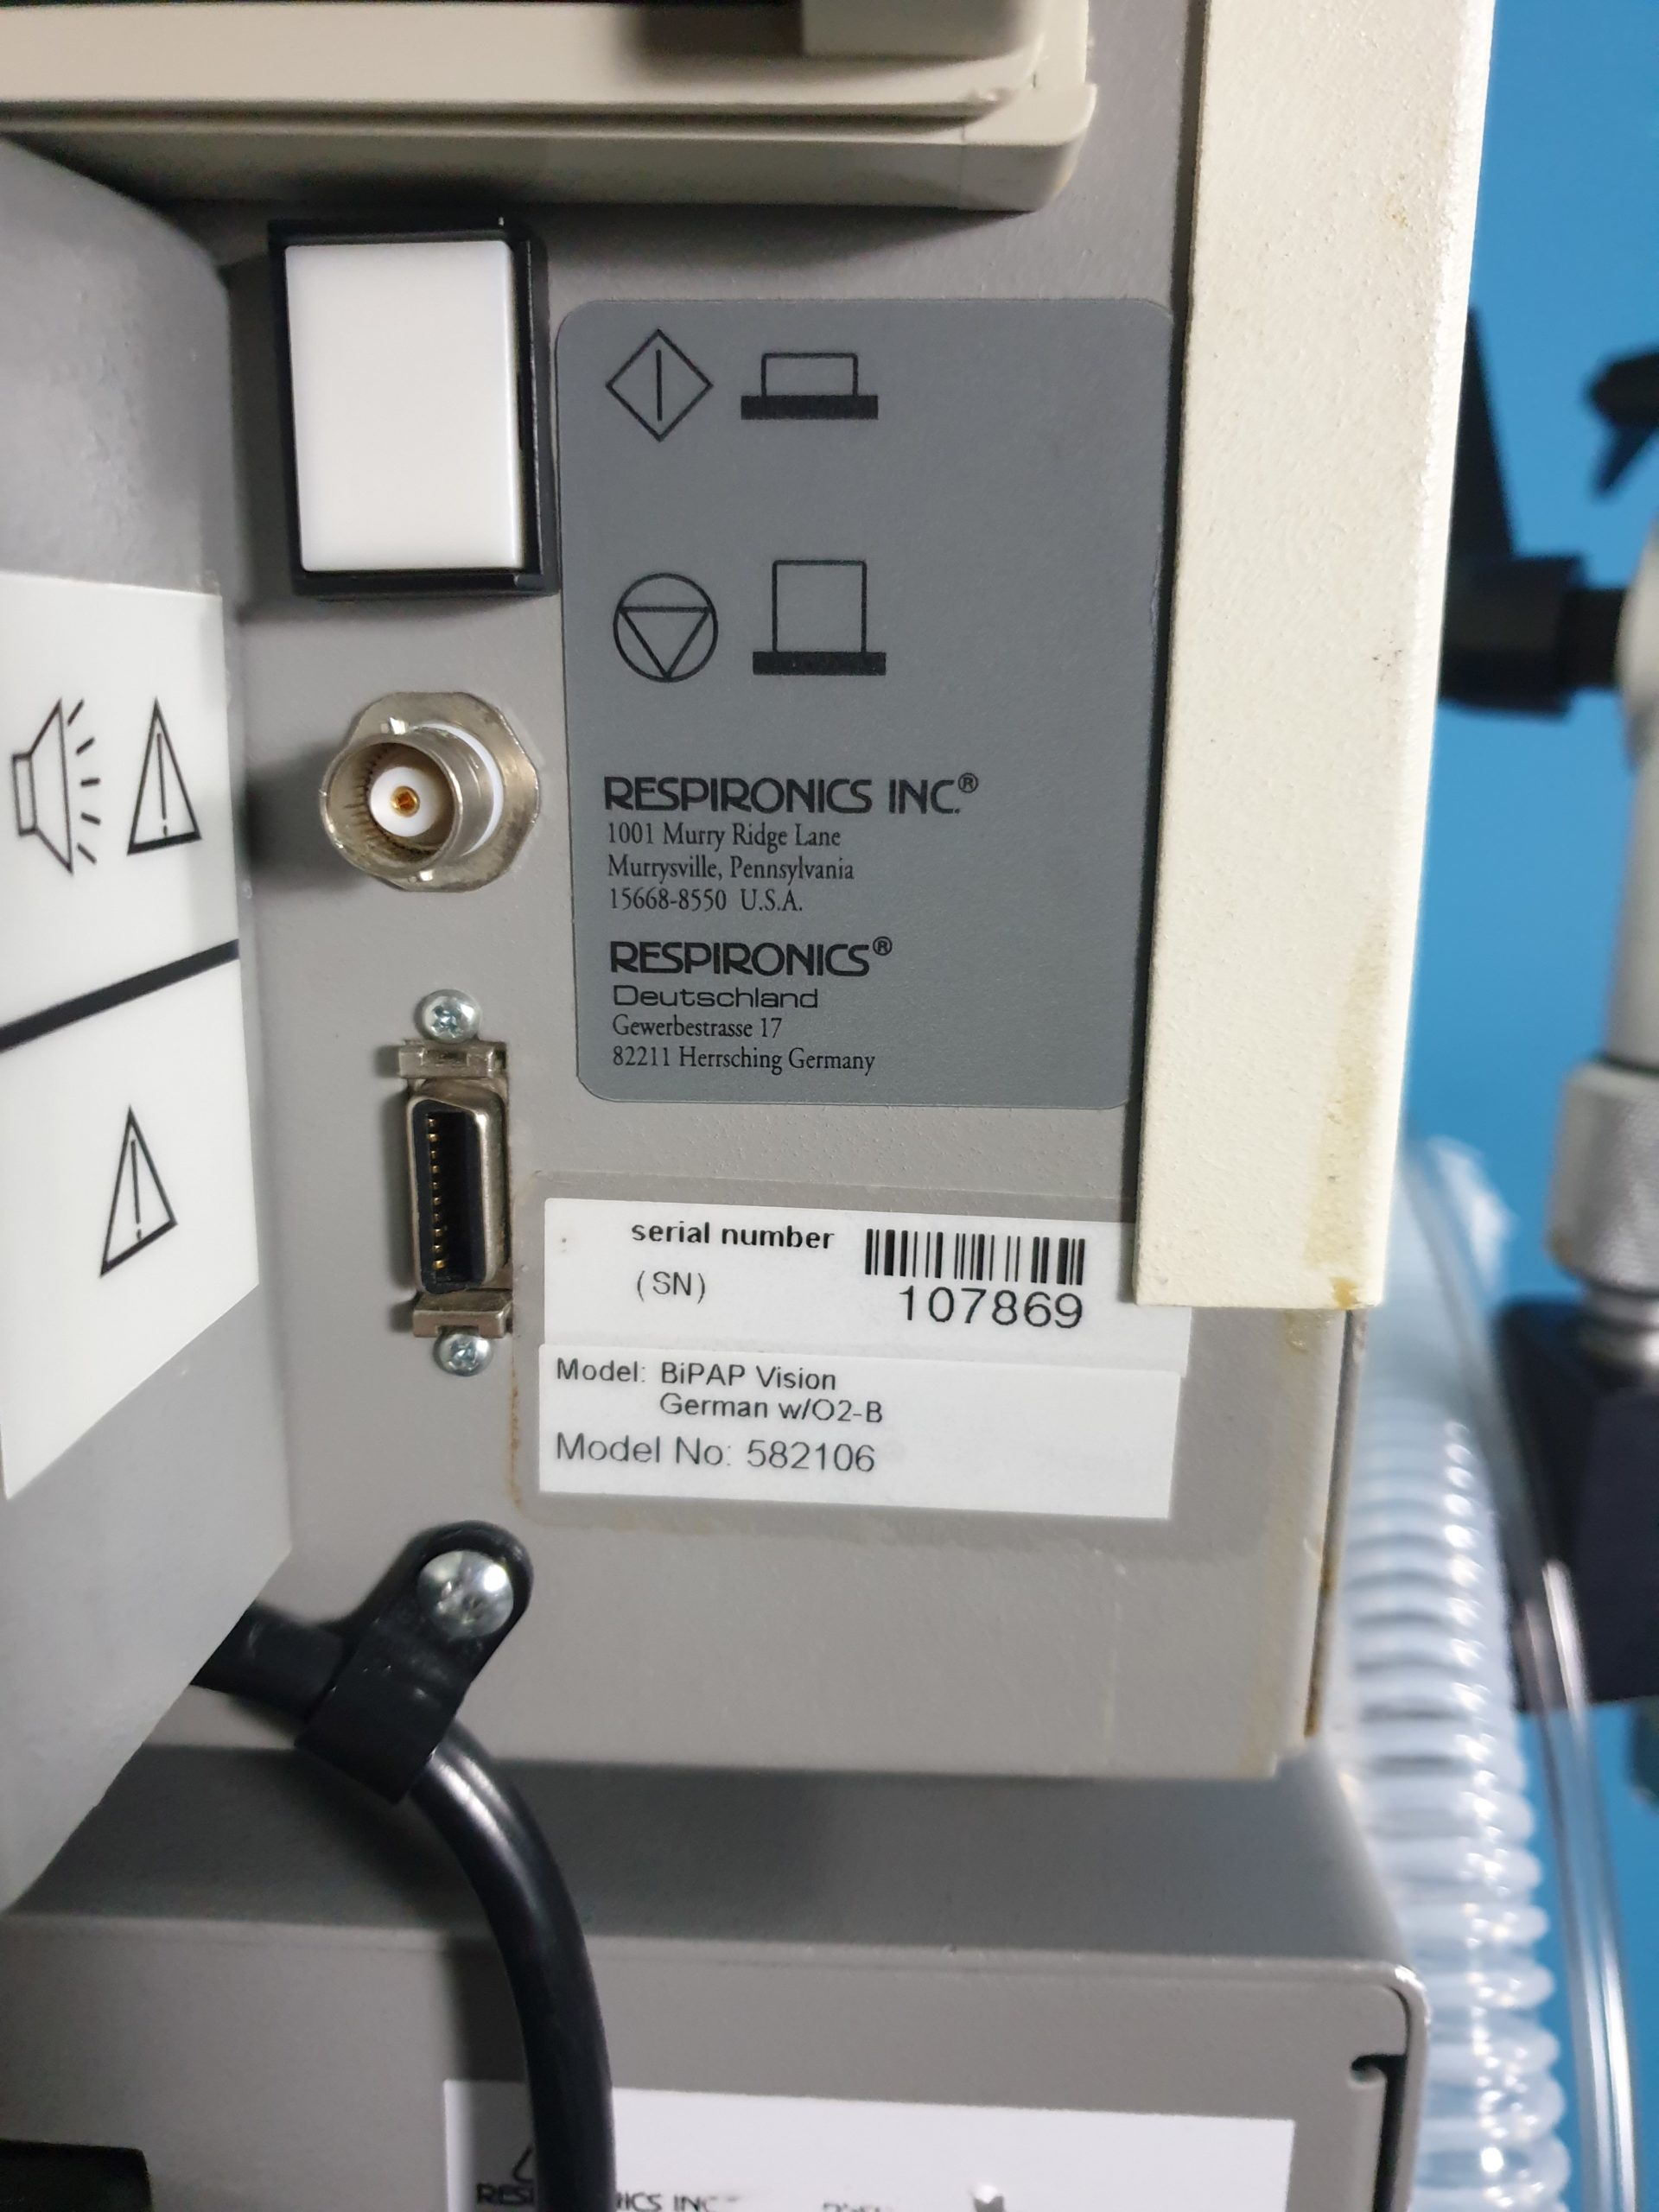 RESPIRONICS INC.®
1001 Murry Ridge Lane
Murrysville, Pennsylvania
15668-8550 U.S.A.
RESPIRONICS®
Deutschland
Gewerbestrasse 17
82211 Herrsching Germany
serial number
(SN)
107869
Model: BiPAP Vision
German w/O2-B
Model No: 582106
INC